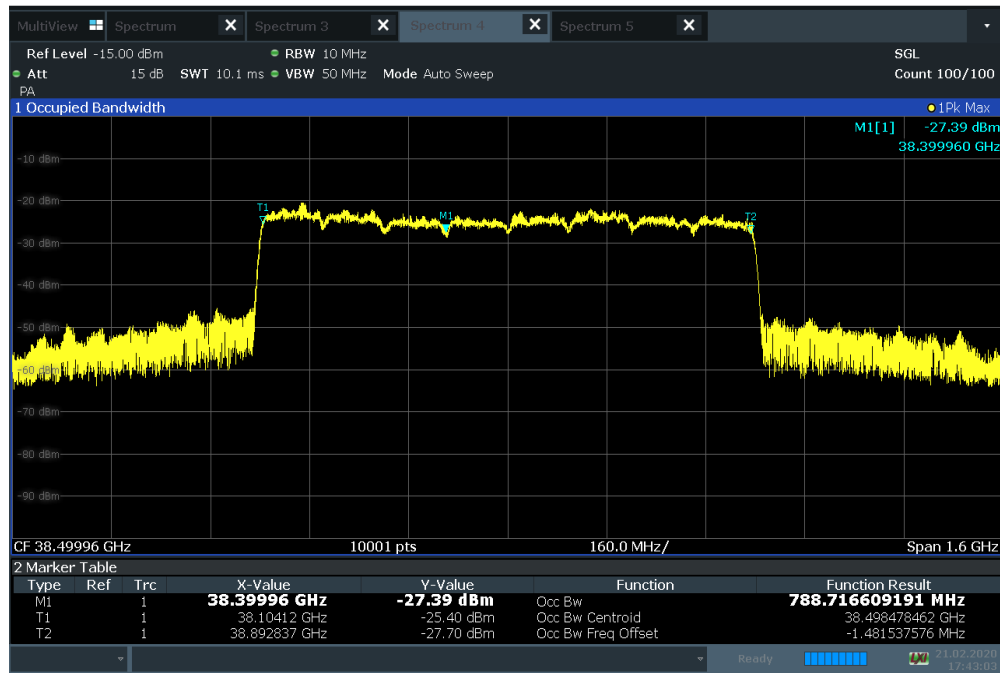 MultiView Spectrum X Spectrum 3 X Spectrum 4 X Spectrum 5 X
Ref Level -15.00 dBm RBW 10 MHz SGL
Att 15 dB SWT 10.1 ms VBW 50 MHz Mode Auto Sweep Count 100/100
PA
1 Occupied Bandwidth 1Pk Max
M1[1] -27.39 dBm
38.399960 GHz
-10 dBm
-20 dBm
T1 M1 T2
-30 dBm
-40 dBm
-50 dBm
-60 dBm
-70 dBm
-80 dBm
-90 dBm
CF 38.49996 GHz 10001 pts 160.0 MHz/ Span 1.6 GHz
2 Marker Table
Type Ref Trc X-Value Y-Value Function Function Result
M1 1 38.39996 GHz -27.39 dBm Occ Bw 788.716609191 MHz
T1 1 38.10412 GHz -25.40 dBm Occ Bw Centroid 38.498478462 GHz
T2 1 38.892837 GHz -27.70 dBm Occ Bw Freq Offset -1.481537576 MHz
Ready LXI 21.02.2020
17:43:03